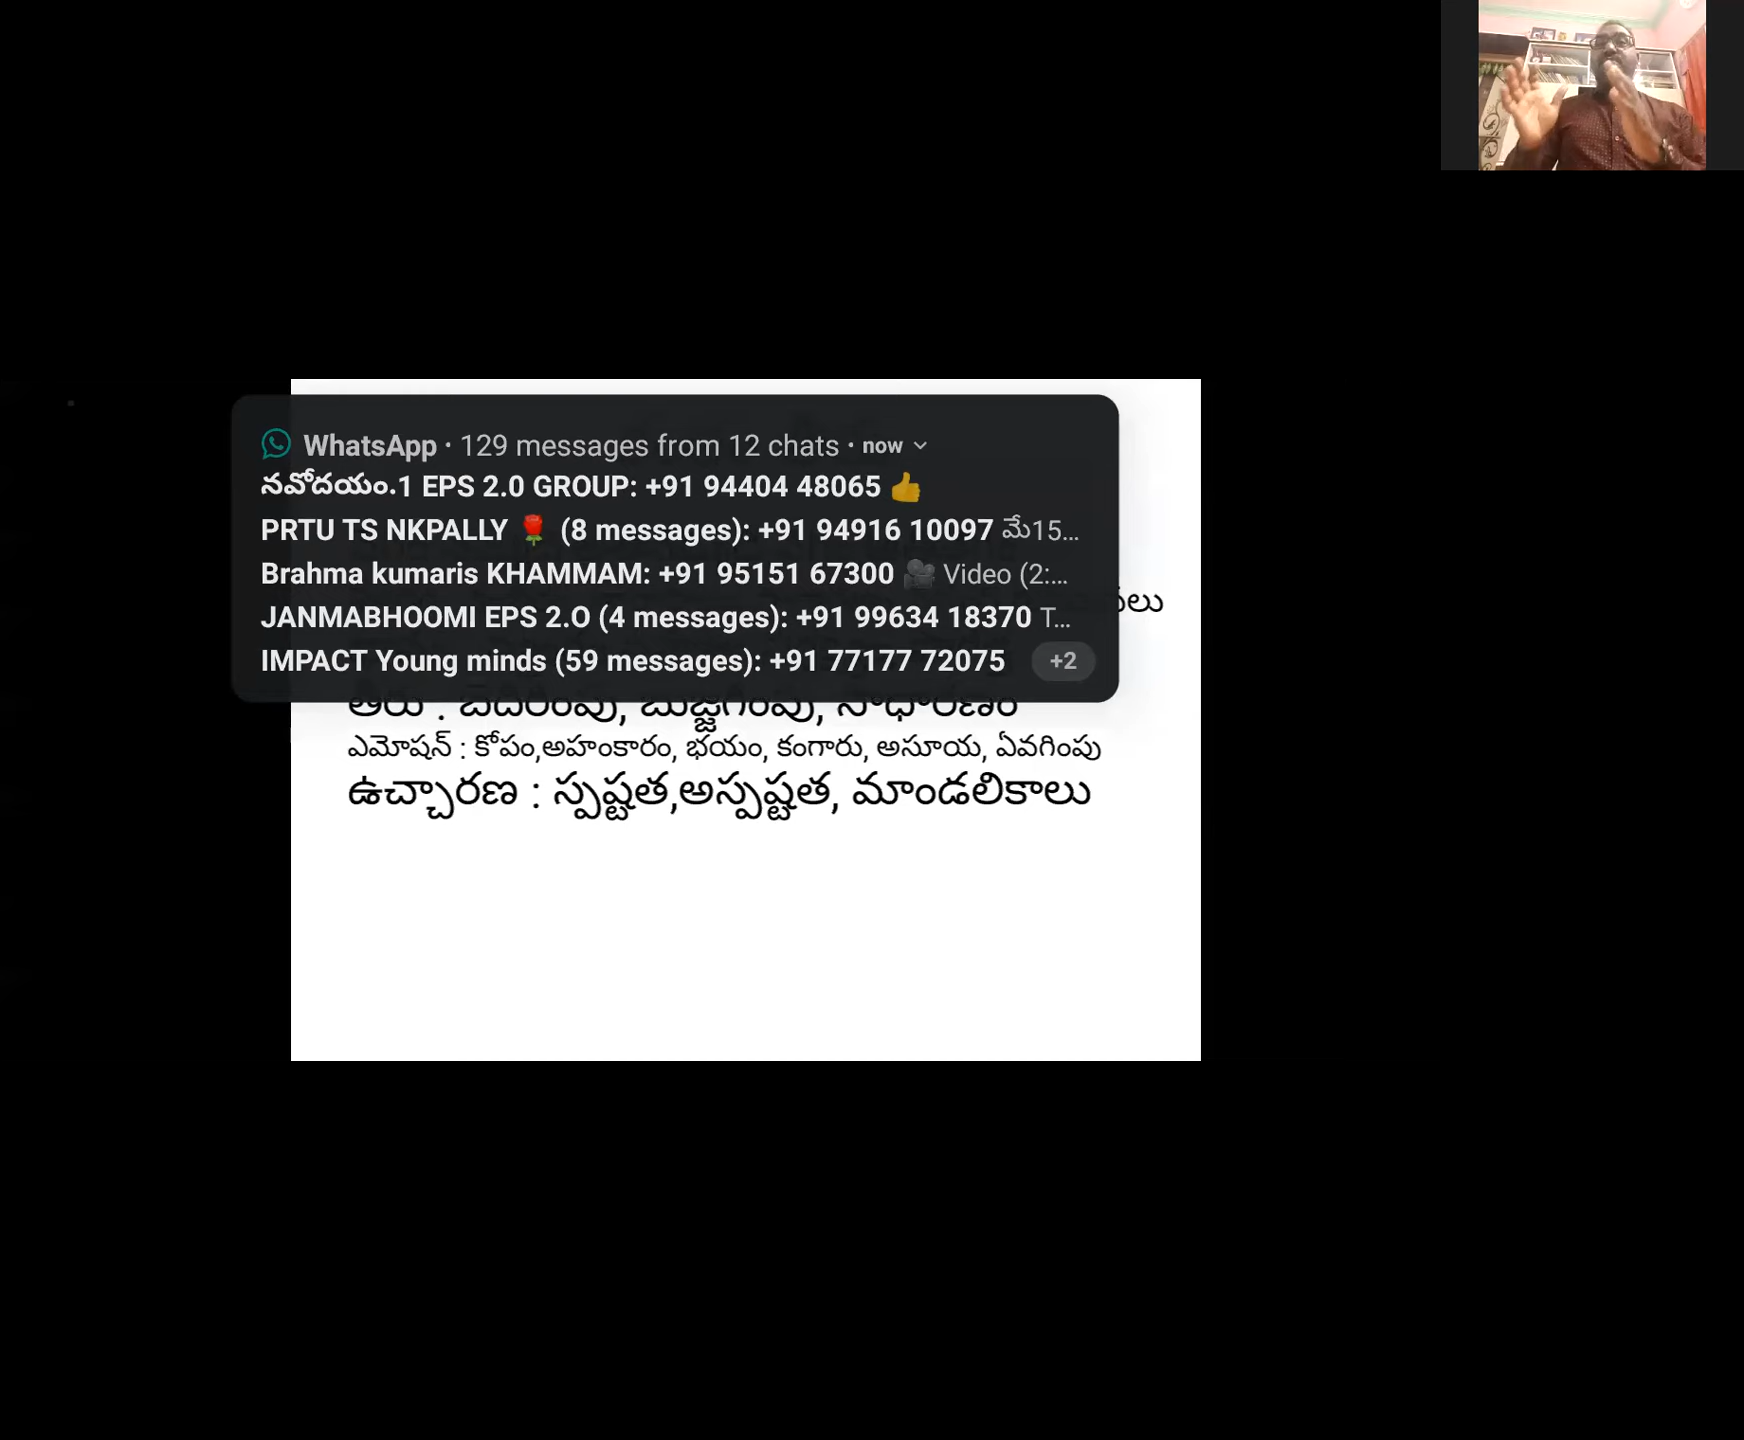 WhatsApp · 129 messages from 12 chats · now
నవోదయం.1 EPS 2.0 GROUP: +91 94404 48065 👍
PRTU TS NKPALLY 🌹 (8 messages): +91 94916 10097 మే15...
Brahma kumaris KHAMMAM: +91 95151 67300 🎥 Video (2:...
JANMABHOOMI EPS 2.O (4 messages): +91 99634 18370 T...
IMPACT Young minds (59 messages): +91 77177 72075 +2
తీరు : బెదిరింపు, బుజ్జగింపు, సాధారణం
ఎమోషన్ : కోపం,అహంకారం, భయం, కంగారు, అసూయ, ఏవగింపు
ఉచ్చారణ : స్పష్టత,అస్పష్టత, మాండలికాలు